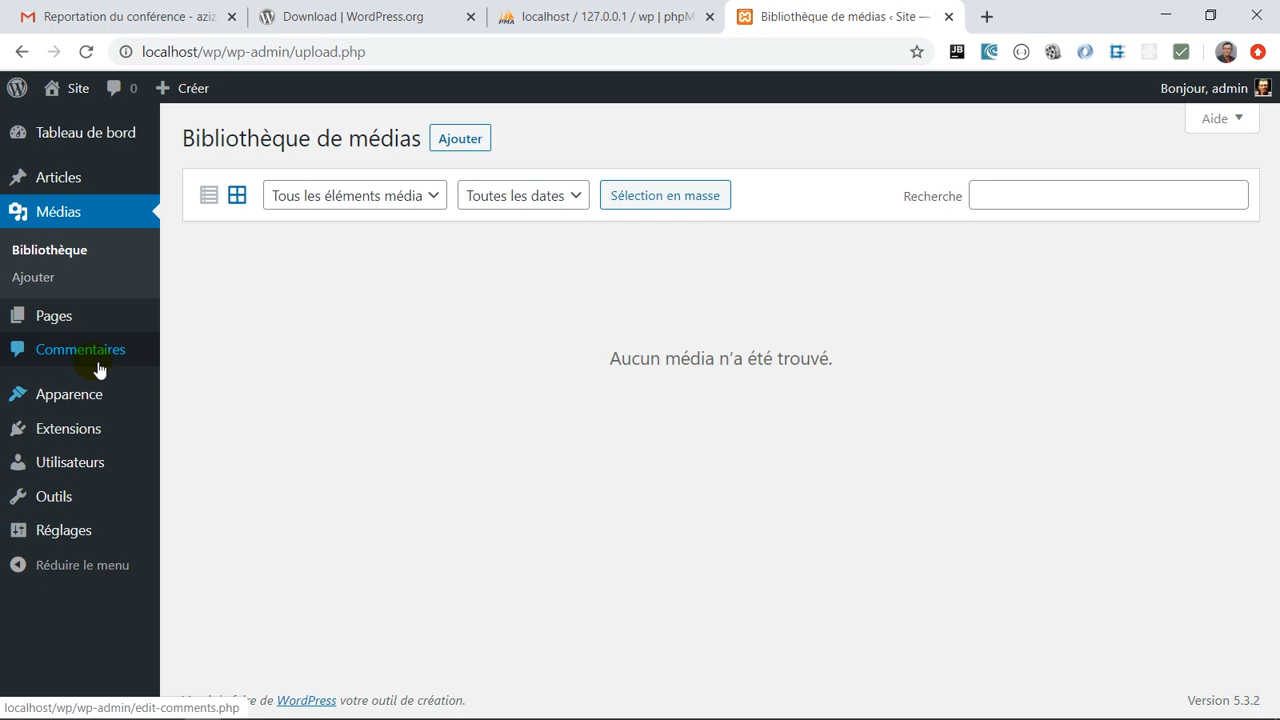 Reportation du conférence - aziz
Download | WordPress.org
localhost / 127.0.0.1 / wp | phpM
Bibliothèque de médias ‹ Site —
localhost/wp/wp-admin/upload.php
Site 0 Créer
Bonjour, admin
Tableau de bord
Articles
Médias
Bibliothèque
Ajouter
Pages
Commentaires
Apparence
Extensions
Utilisateurs
Outils
Réglages
Réduire le menu
Aide
Bibliothèque de médias Ajouter
Tous les éléments média Toutes les dates Sélection en masse Recherche
Aucun média n'a été trouvé.
de WordPress votre outil de création.
Version 5.3.2
localhost/wp/wp-admin/edit-comments.php